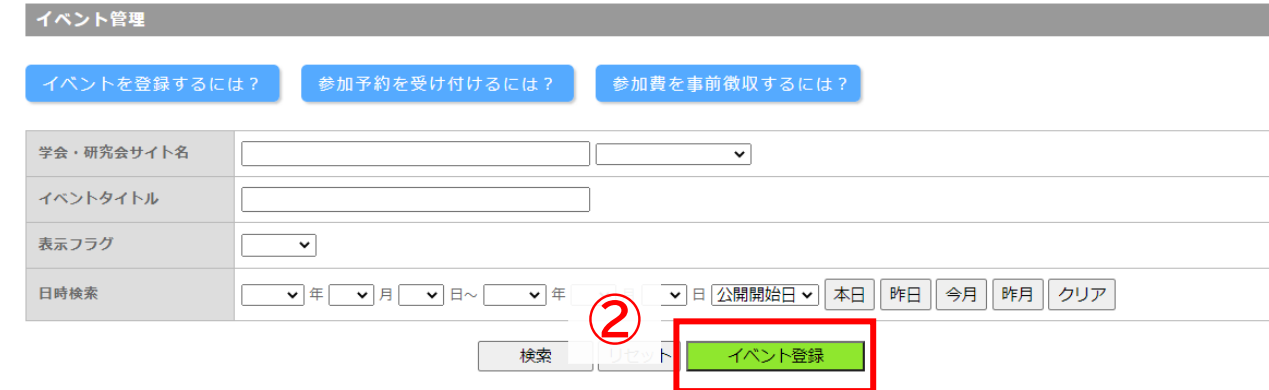 イベント管理
イベントを登録するには？ 参加予約を受け付けるには？ 参加費を事前徴収するには？
学会・研究会サイト名
イベントタイトル
表示フラグ
日時検索 年 月 日～ 年 日 公開開始日 本日 昨日 今月 昨月 クリア
②
検索 リセット イベント登録